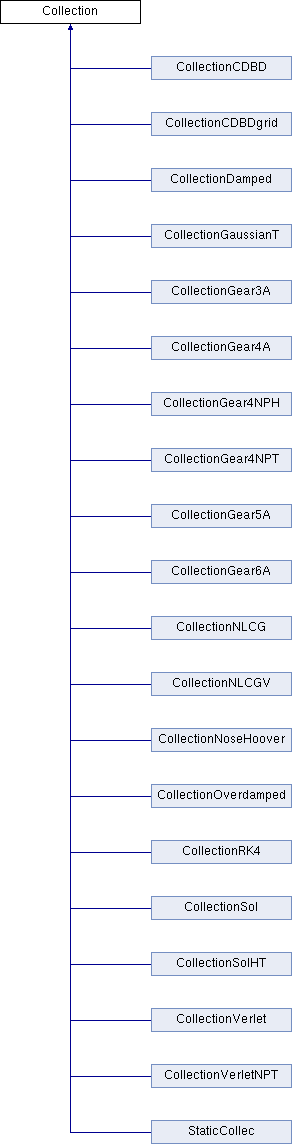 Collection
CollectionCDBD
CollectionCDBDgrid
CollectionDamped
CollectionGaussianT
CollectionGear3A
CollectionGear4A
CollectionGear4NPH
CollectionGear4NPT
CollectionGear5A
CollectionGear6A
CollectionNLCG
CollectionNLCGV
CollectionNoseHoover
CollectionOverdamped
CollectionRK4
CollectionSol
CollectionSolHT
CollectionVerlet
CollectionVerletNPT
StaticCollec